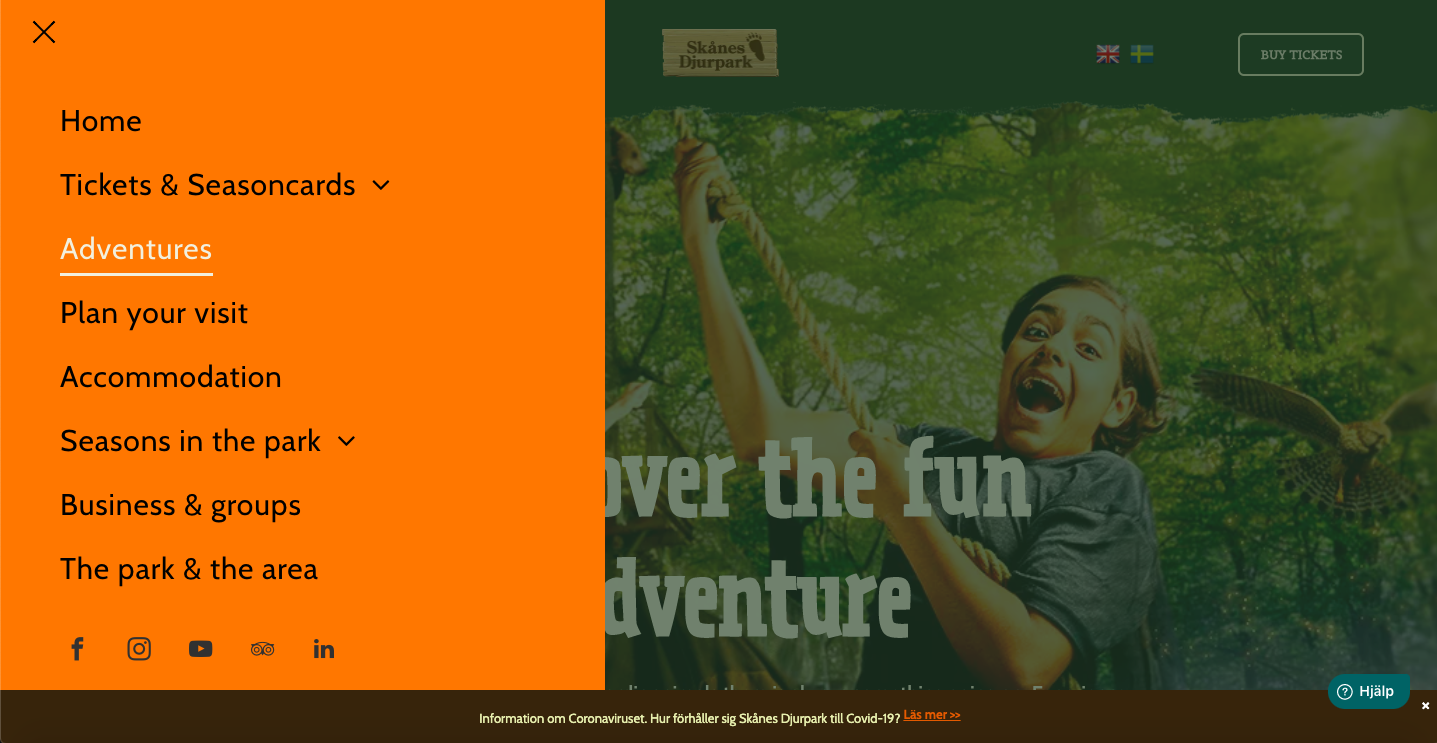 Skånes
Djurpark
BUY TICKETS
Home
Tickets & Seasoncards
Adventures
Plan your visit
Accommodation
Seasons in the park
Business & groups
The park & the area
over the fun
dventure
Information om Coronaviruset. Hur förhåller sig Skånes Djurpark till Covid-19? Läs mer >>
Hjälp